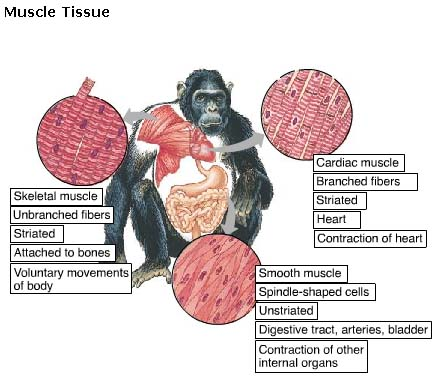 Muscle Tissue
Skeletal muscle
Unbranched fibers
Striated
Attached to bones
Voluntary movements
of body
Cardiac muscle
Branched fibers
Striated
Heart
Contraction of heart
Smooth muscle
Spindle-shaped cells
Unstriated
Digestive tract, arteries, bladder
Contraction of other
internal organs